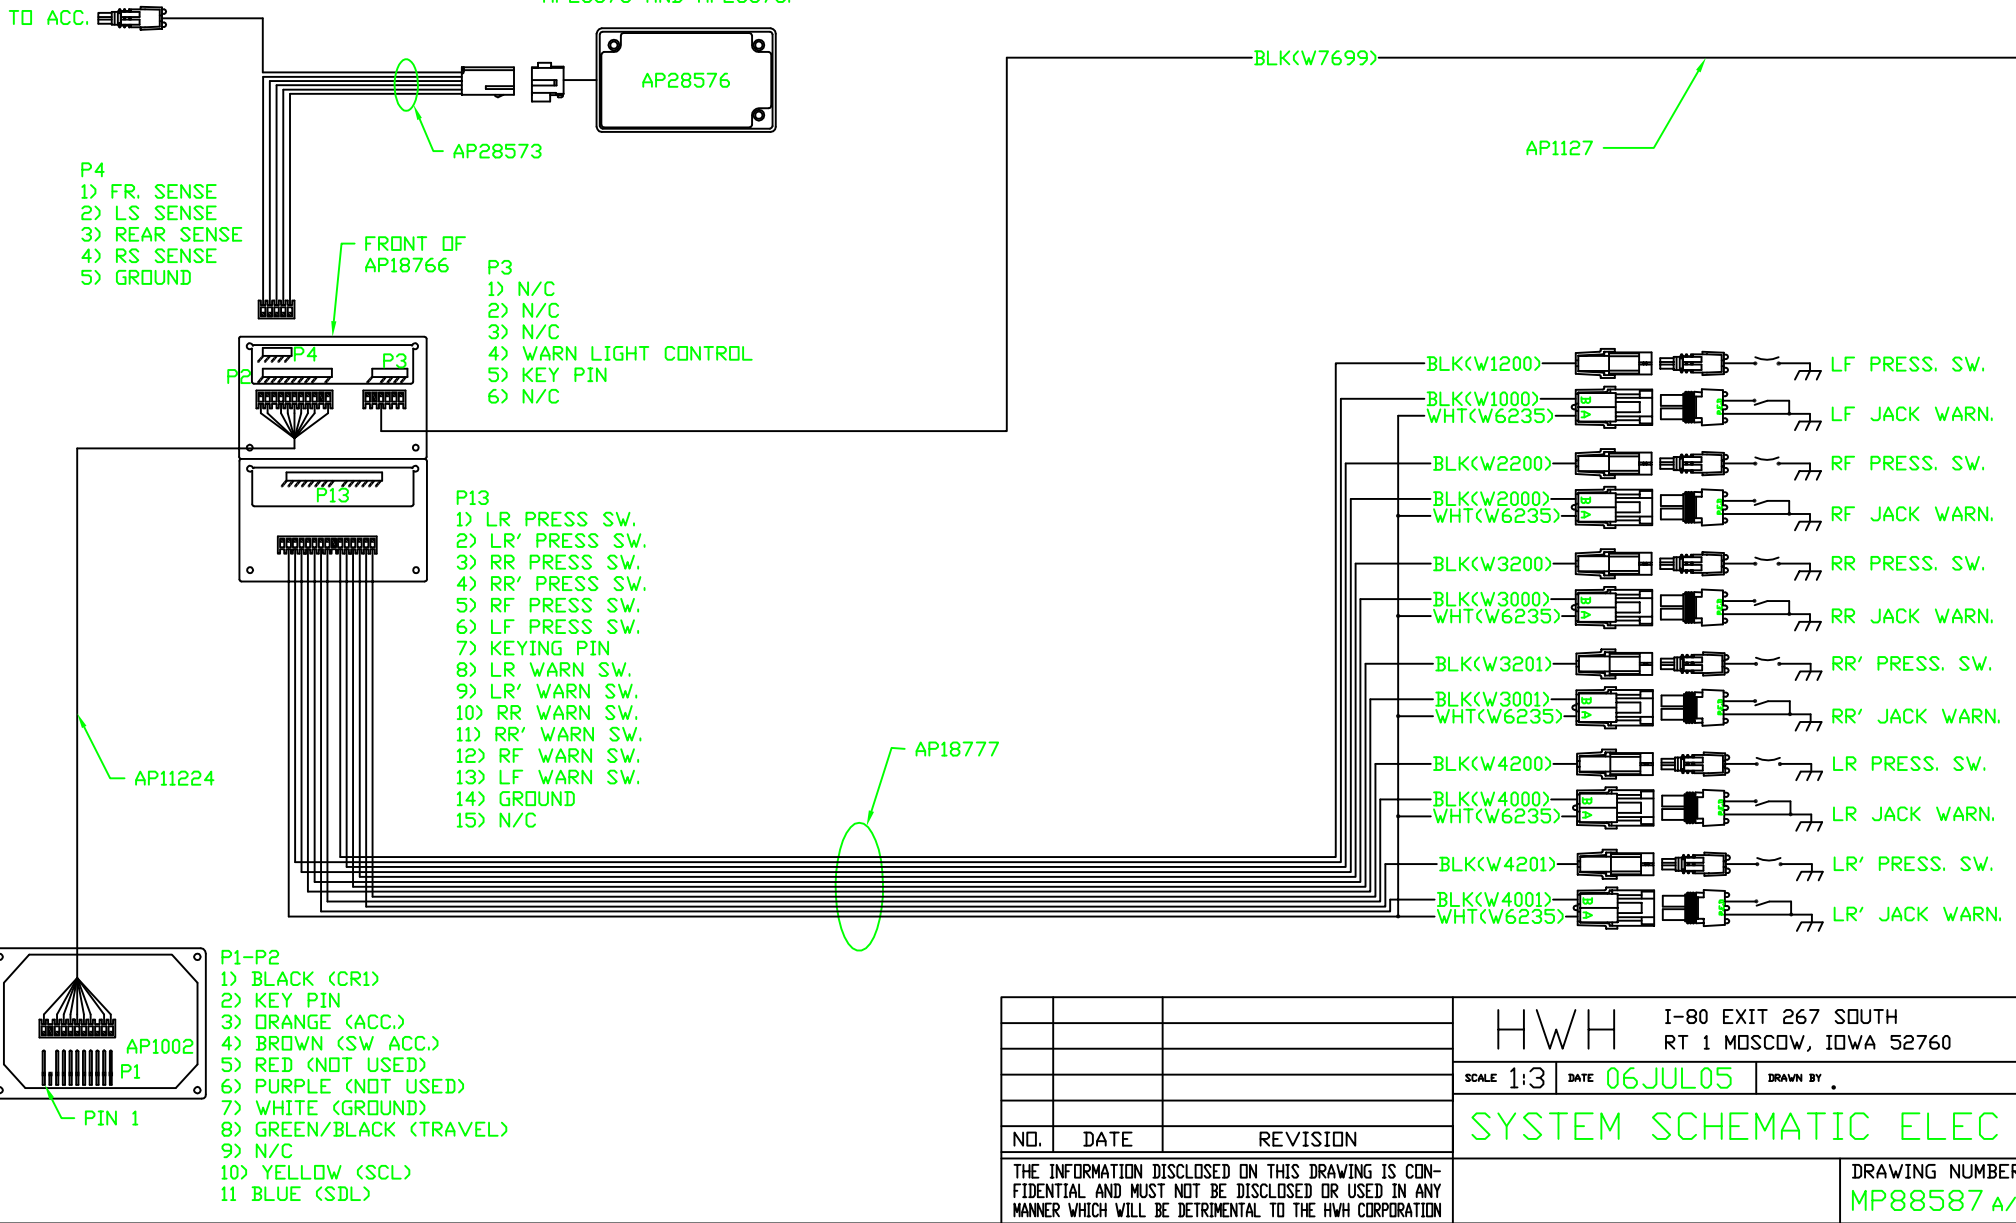 TO ACC.
AP28576
AP28573
BLK(W7699)
AP1127
P4
1) FR. SENSE
2) LS SENSE
3) REAR SENSE
4) RS SENSE
5) GROUND
FRONT OF
AP18766
P3
1) N/C
2) N/C
3) N/C
4) WARN LIGHT CONTROL
5) KEY PIN
6) N/C
P4
P3
P2
P13
P13
1) LR PRESS SW.
2) LR' PRESS SW.
3) RR PRESS SW.
4) RR' PRESS SW.
5) RF PRESS SW.
6) LF PRESS SW.
7) KEYING PIN
8) LR WARN SW.
9) LR' WARN SW.
10) RR WARN SW.
11) RR' WARN SW.
12) RF WARN SW.
13) LF WARN SW.
14) GROUND
15) N/C
AP11224
AP18777
BLK(W1200) LF PRESS. SW.
BLK(W1000) B
WHT(W6235) A LF JACK WARN.
BLK(W2200) RF PRESS. SW.
BLK(W2000) B
WHT(W6235) A RF JACK WARN.
BLK(W3200) RR PRESS. SW.
BLK(W3000) B
WHT(W6235) A RR JACK WARN.
BLK(W3201) RR' PRESS. SW.
BLK(W3001) B
WHT(W6235) A RR' JACK WARN.
BLK(W4200) LR PRESS. SW.
BLK(W4000) B
WHT(W6235) A LR JACK WARN.
BLK(W4201) LR' PRESS. SW.
BLK(W4001) B
WHT(W6235) A LR' JACK WARN.
AP1002
P1
PIN 1
P1-P2
1) BLACK (CR1)
2) KEY PIN
3) ORANGE (ACC.)
4) BROWN (SW ACC.)
5) RED (NOT USED)
6) PURPLE (NOT USED)
7) WHITE (GROUND)
8) GREEN/BLACK (TRAVEL)
9) N/C
10) YELLOW (SCL)
11 BLUE (SDL)
NO. DATE REVISION
THE INFORMATION DISCLOSED ON THIS DRAWING IS CON-
FIDENTIAL AND MUST NOT BE DISCLOSED OR USED IN ANY
MANNER WHICH WILL BE DETRIMENTAL TO THE HWH CORPORATION
HWH
I-80 EXIT 267 SOUTH
RT 1 MOSCOW, IOWA 52760
SCALE 1:3 DATE 06JUL05 DRAWN BY .
SYSTEM SCHEMATIC ELEC
DRAWING NUMBER
MP88587 A/